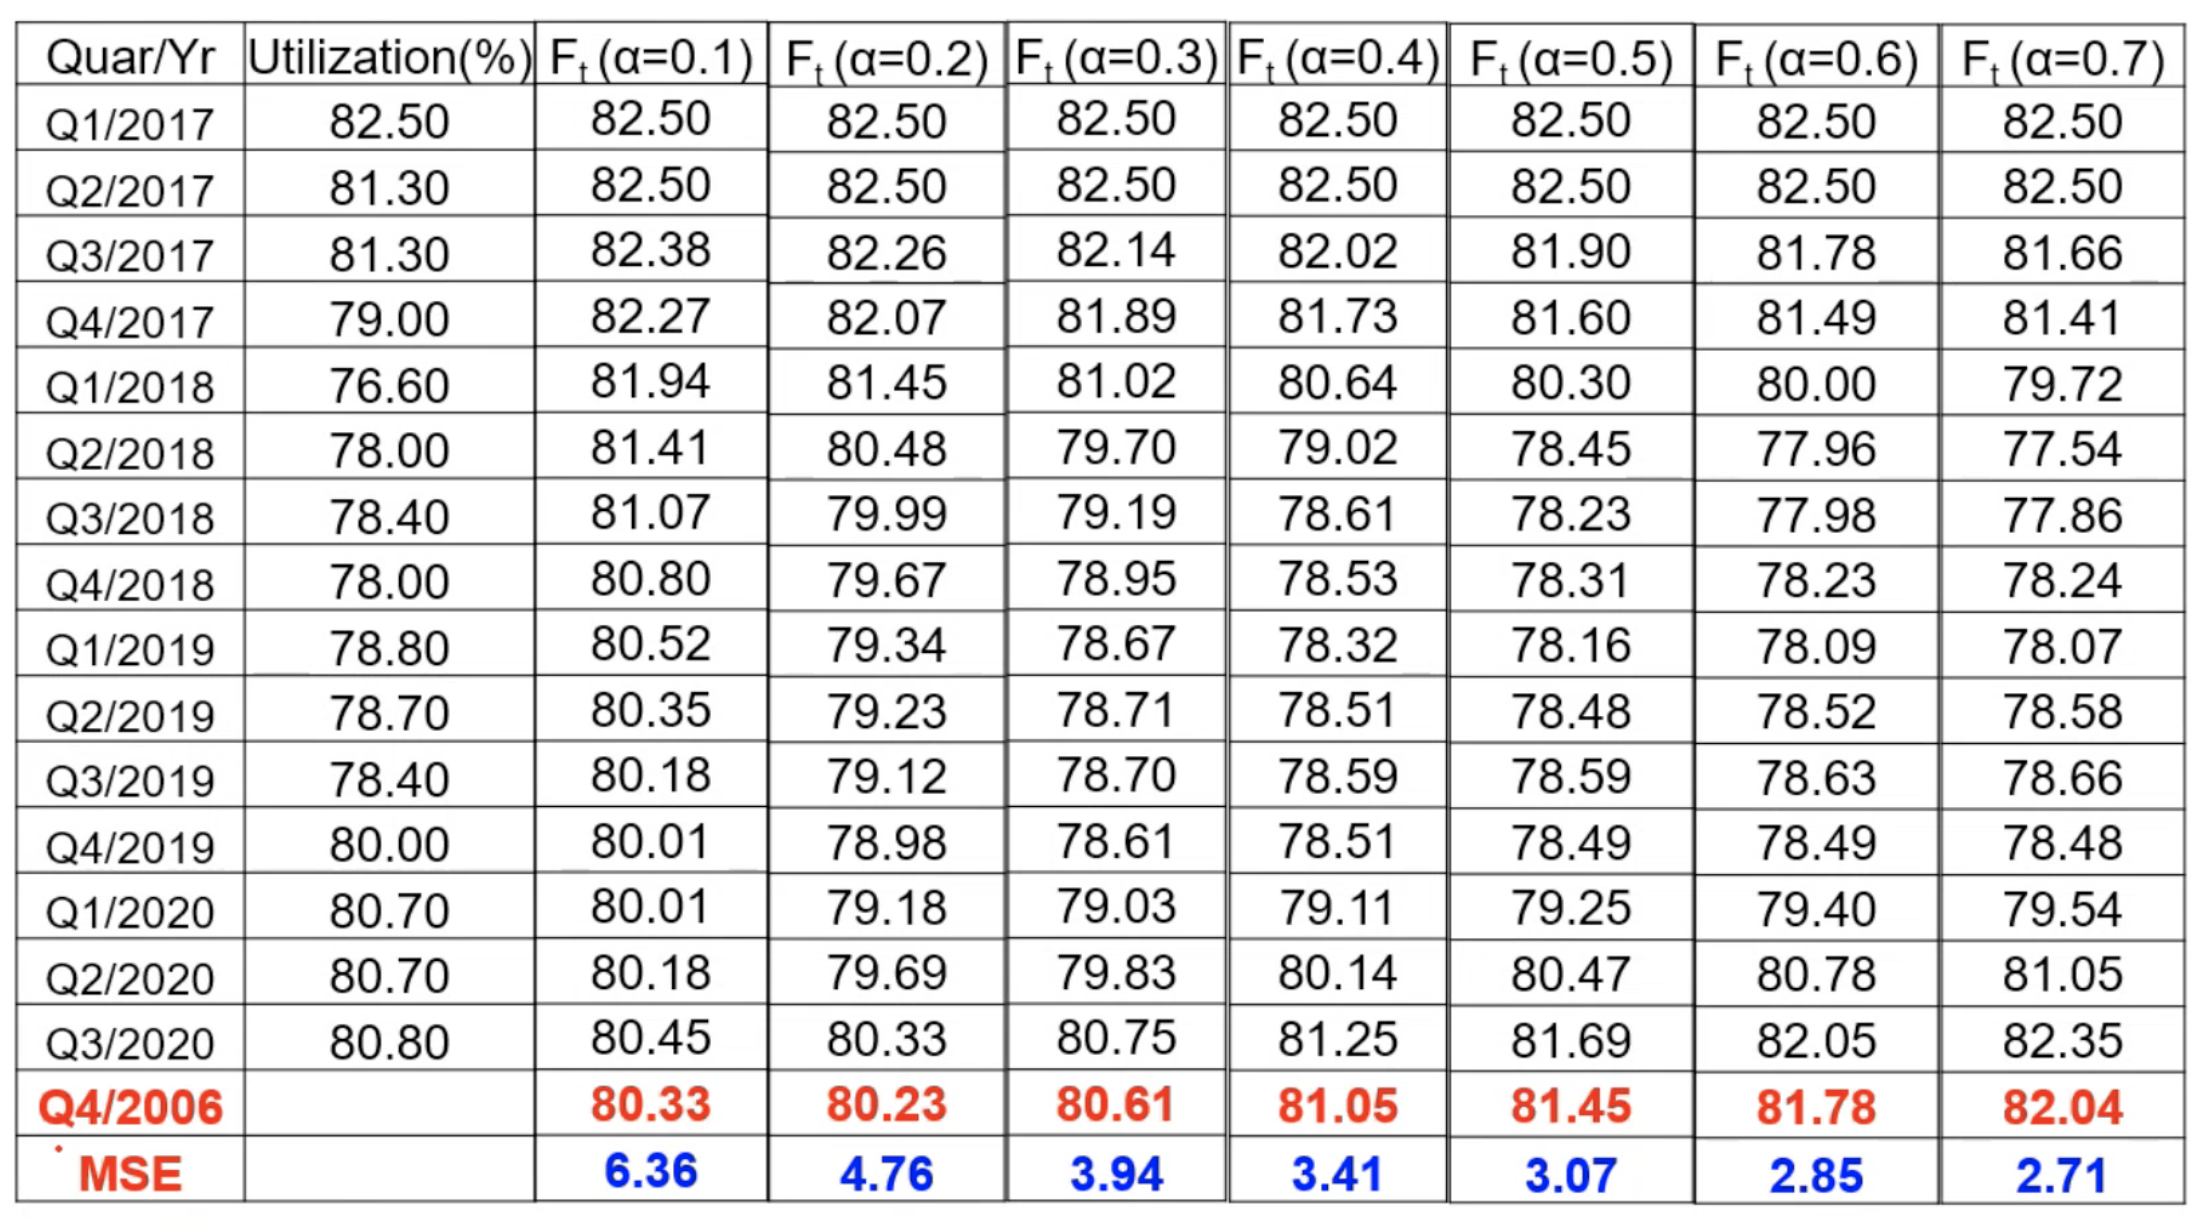 Quar/Yr Utilization(%) Ft (α=0.1) Ft (α=0.2) Ft (α=0.3) Ft (α=0.4) Ft (α=0.5) Ft (α=0.6) Ft (α=0.7)
Q1/2017 82.50 82.50 82.50 82.50 82.50 82.50 82.50 82.50
Q2/2017 81.30 82.50 82.50 82.50 82.50 82.50 82.50 82.50
Q3/2017 81.30 82.38 82.26 82.14 82.02 81.90 81.78 81.66
Q4/2017 79.00 82.27 82.07 81.89 81.73 81.60 81.49 81.41
Q1/2018 76.60 81.94 81.45 81.02 80.64 80.30 80.00 79.72
Q2/2018 78.00 81.41 80.48 79.70 79.02 78.45 77.96 77.54
Q3/2018 78.40 81.07 79.99 79.19 78.61 78.23 77.98 77.86
Q4/2018 78.00 80.80 79.67 78.95 78.53 78.31 78.23 78.24
Q1/2019 78.80 80.52 79.34 78.67 78.32 78.16 78.09 78.07
Q2/2019 78.70 80.35 79.23 78.71 78.51 78.48 78.52 78.58
Q3/2019 78.40 80.18 79.12 78.70 78.59 78.59 78.63 78.66
Q4/2019 80.00 80.01 78.98 78.61 78.51 78.49 78.49 78.48
Q1/2020 80.70 80.01 79.18 79.03 79.11 79.25 79.40 79.54
Q2/2020 80.70 80.18 79.69 79.83 80.14 80.47 80.78 81.05
Q3/2020 80.80 80.45 80.33 80.75 81.25 81.69 82.05 82.35
Q4/2006 80.33 80.23 80.61 81.05 81.45 81.78 82.04
MSE 6.36 4.76 3.94 3.41 3.07 2.85 2.71